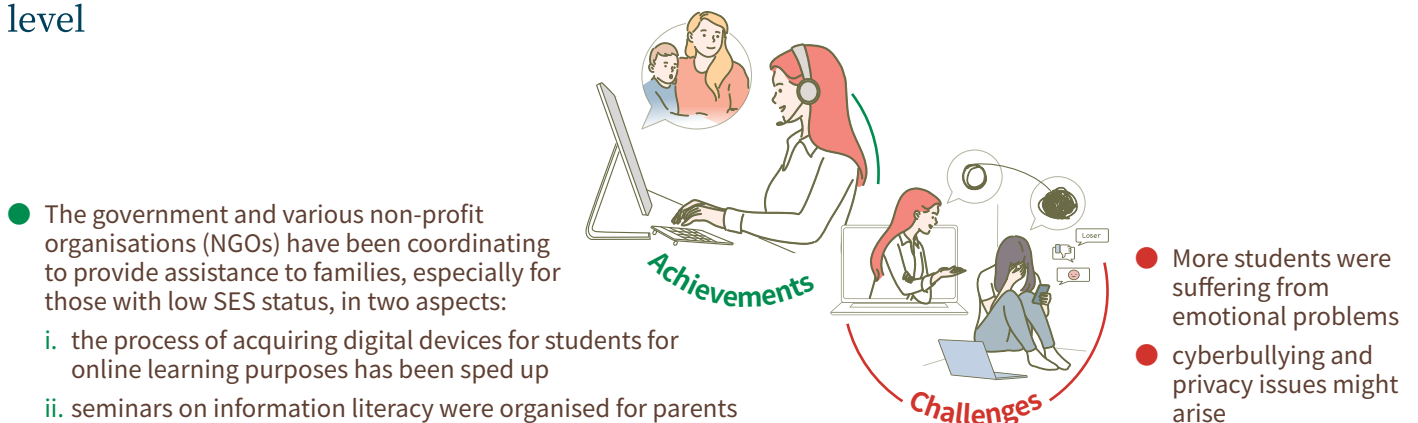 level
The government and various non-profit
organisations (NGOs) have been coordinating
to provide assistance to families, especially for
those with low SES status, in two aspects:
i. the process of acquiring digital devices for students for
online learning purposes has been sped up
ii. seminars on information literacy were organised for parents
Achievements
Loser
Challenges
More students were
suffering from
emotional problems
cyberbullying and
privacy issues might
arise